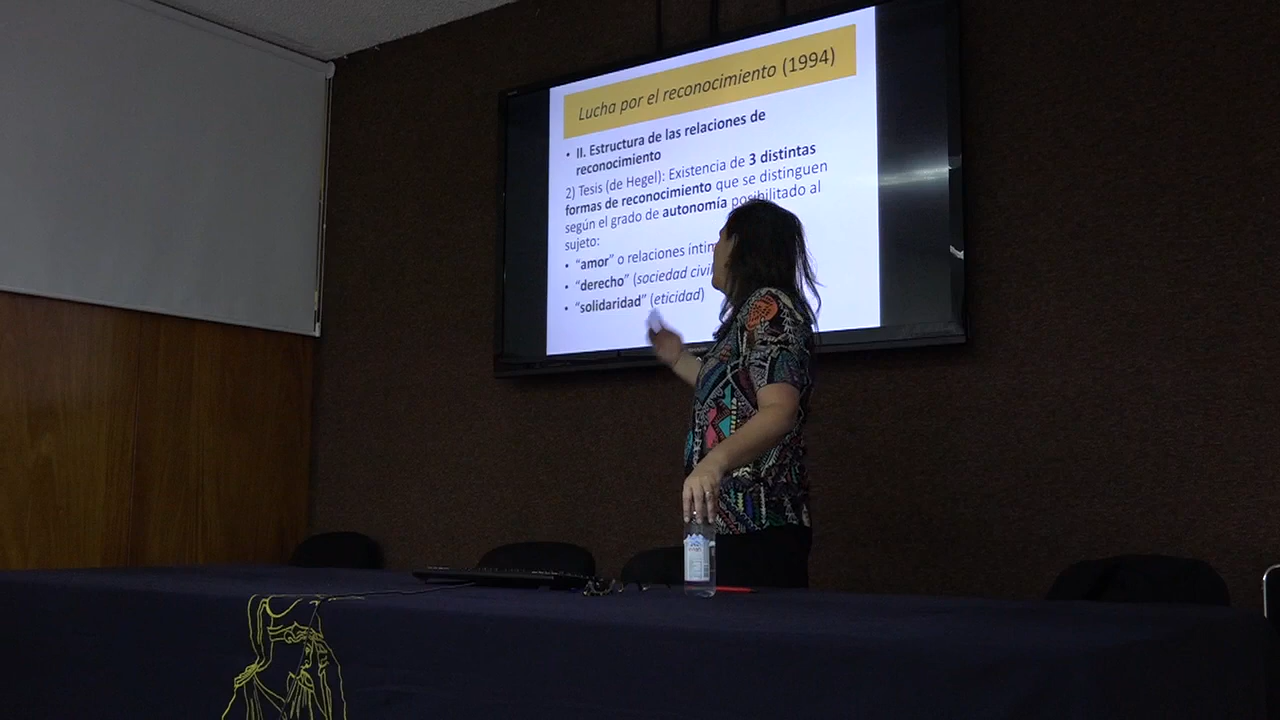 Lucha por el reconocimiento (1994)
• II. Estructura de las relaciones de
reconocimiento
2) Tesis (de Hegel): Existencia de 3 distintas
formas de reconocimiento que se distinguen
según el grado de autonomía posibilitado al
sujeto:
• “amor” o relaciones
• “derecho” (sociedad civil
• “solidaridad” (eticidad)